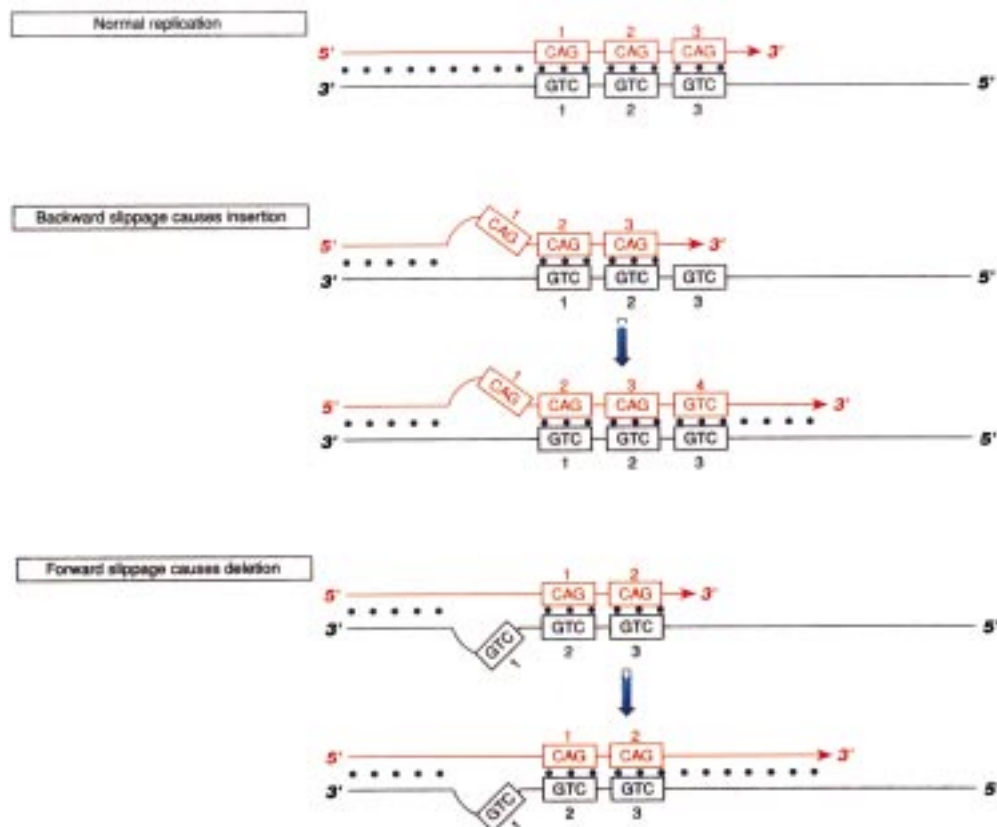 Normal replication
1 2 3
5' CAG CAG CAG 3'
3' GTC GTC GTC 5'
1 2 3
Backward slippage causes insertion
1 2 3
5' CAG CAG CAG 3'
3' GTC GTC GTC 5'
1 2 3
1 2 3 4
5' CAG CAG CAG GTC 3'
3' GTC GTC GTC 5'
1 2 3
Forward slippage causes deletion
1 2
5' CAG CAG 3'
3' GTC GTC GTC 5'
1 2 3
1 2
5' CAG CAG 3'
3' GTC GTC GTC 5'
1 2 3